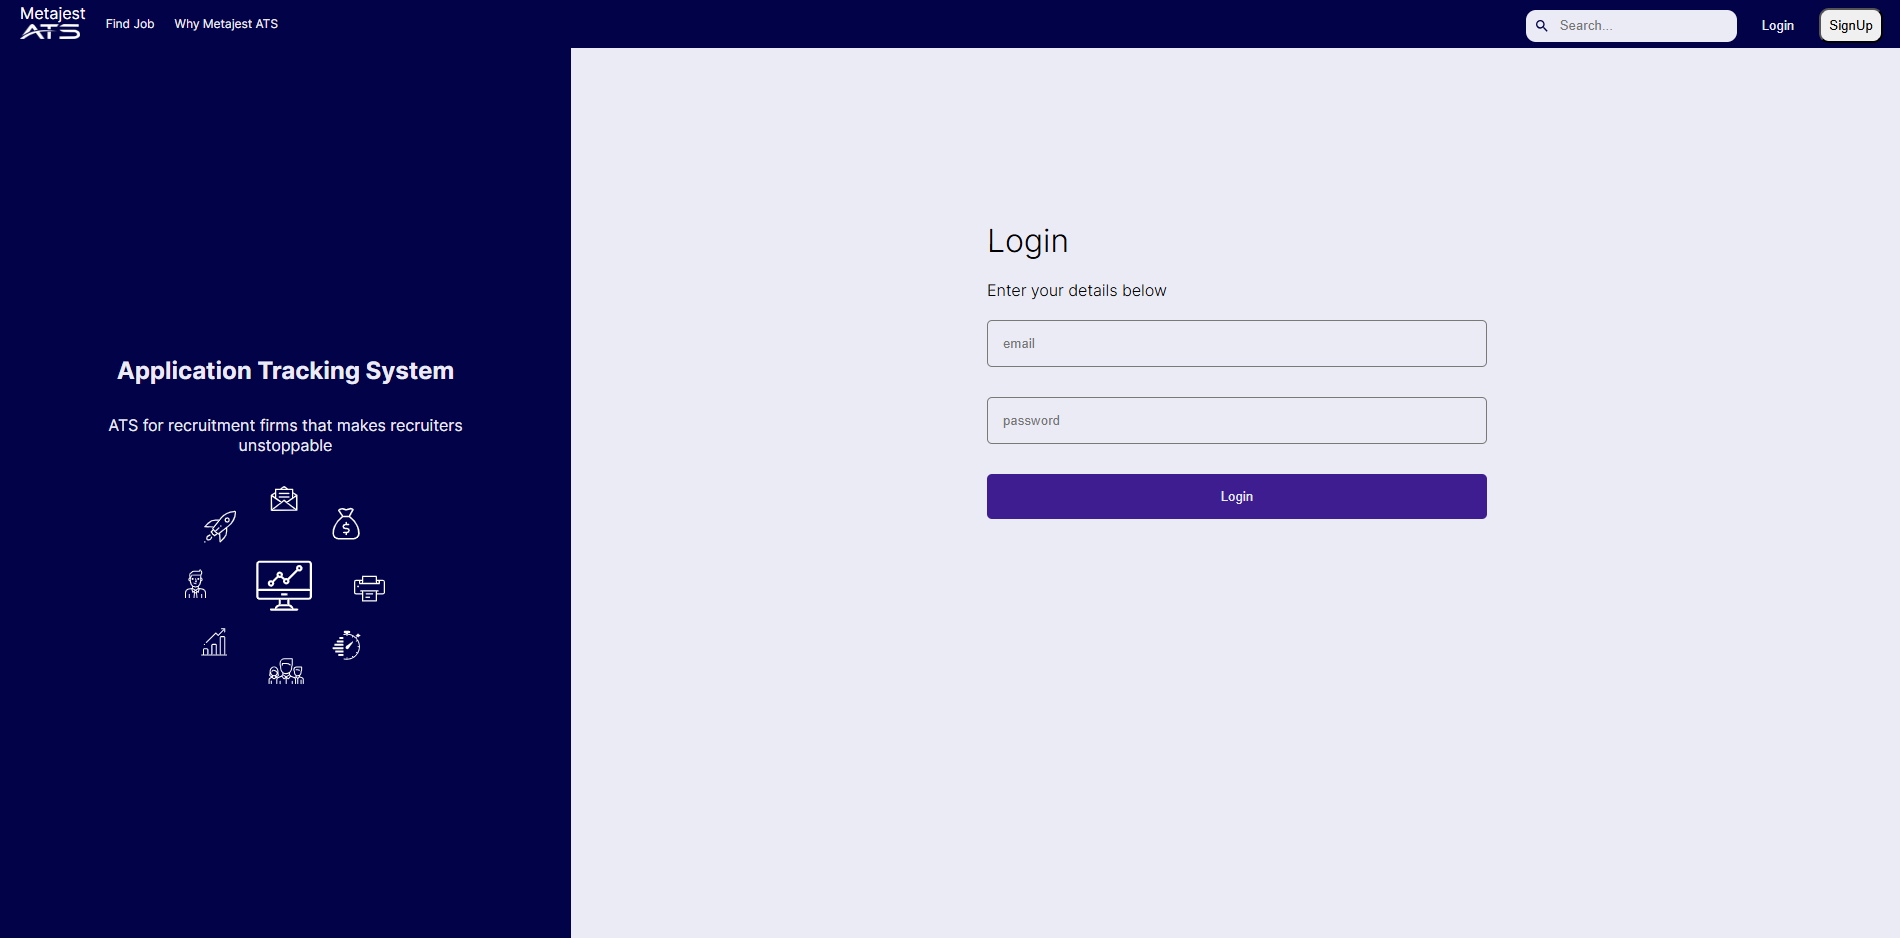 Metajest
ATS
Find Job
Why Metajest ATS
Search...
Login
SignUp
Application Tracking System
ATS for recruitment firms that makes recruiters
unstoppable
$
Login
Enter your details below
email
password
Login